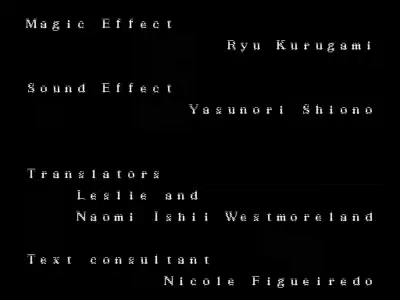 Magic Effect
Ryu Kurugami
Sound Effect
Yasunori Shiono
Translators
Leslie and
Naomi Ishii Westmoreland
Text consultant
Nicole Figueiredo